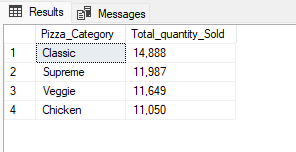 Results Messages
Pizza_Category Total_quantity_Sold
1 Classic 14,888
2 Supreme 11,987
3 Veggie 11,649
4 Chicken 11,050